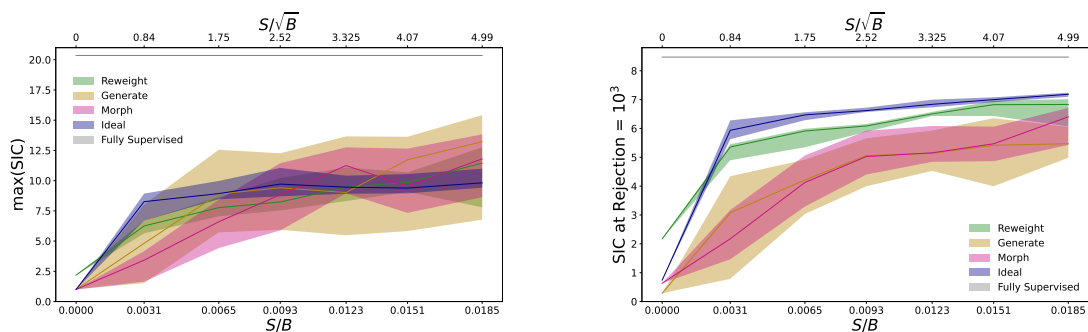 S/√B
0 0.84 1.75 2.52 3.325 4.07 4.99
max(SIC)
20.0
17.5
15.0
12.5
10.0
7.5
5.0
2.5
0.0
Reweight
Generate
Morph
Ideal
Fully Supervised
0.0000 0.0031 0.0065 0.0093 0.0123 0.0151 0.0185
S/B
S/√B
0 0.84 1.75 2.52 3.325 4.07 4.99
SIC at Rejection = 10³
8
7
6
5
4
3
2
1
0
Reweight
Generate
Morph
Ideal
Fully Supervised
0.0000 0.0031 0.0065 0.0093 0.0123 0.0151 0.0185
S/B